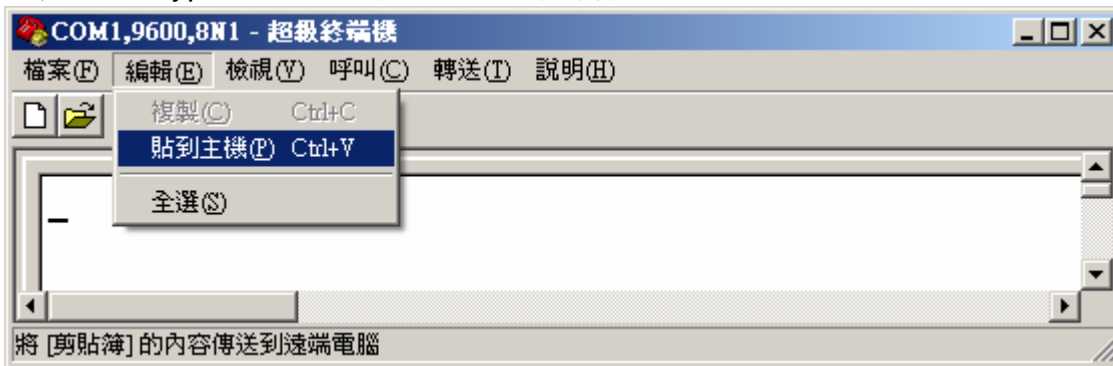 COM1,9600,8N1 - 超級終端機
檔案(F) 編輯(E) 檢視(V) 呼叫(C) 轉送(T) 說明(H)
複製(C) Ctrl+C
貼到主機(P) Ctrl+V
全選(S)
將 [剪貼簿] 的內容傳送到遠端電腦